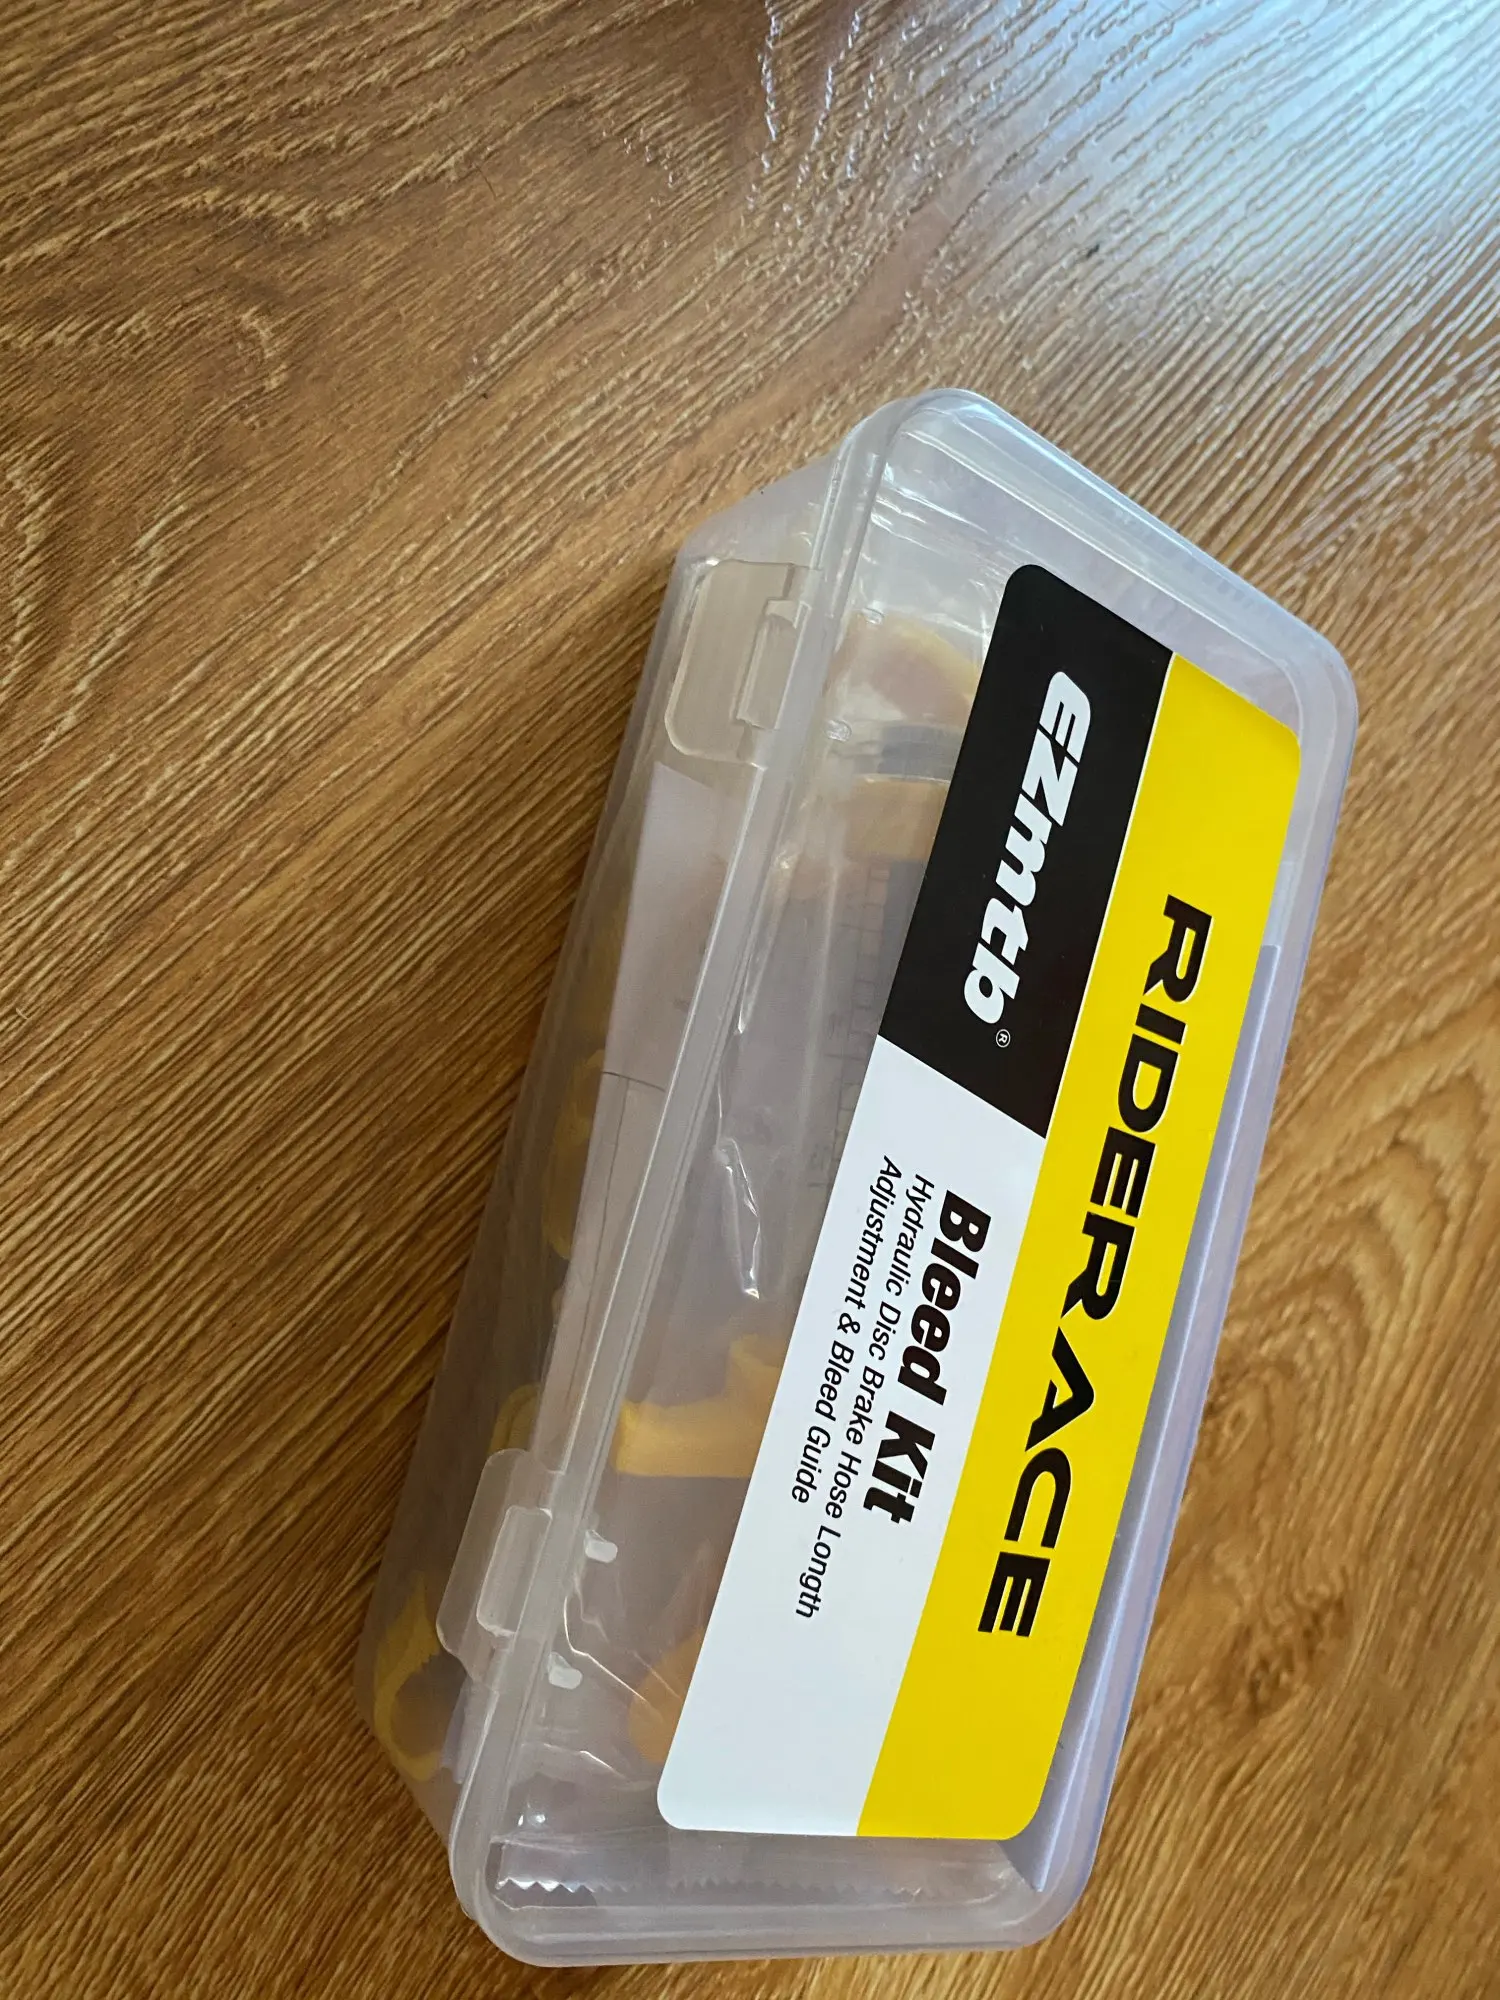 RIDERACE
EZmtb®
Bleed Kit
Hydraulic Disc Brake Hose Length
Adjustment & Bleed Guide